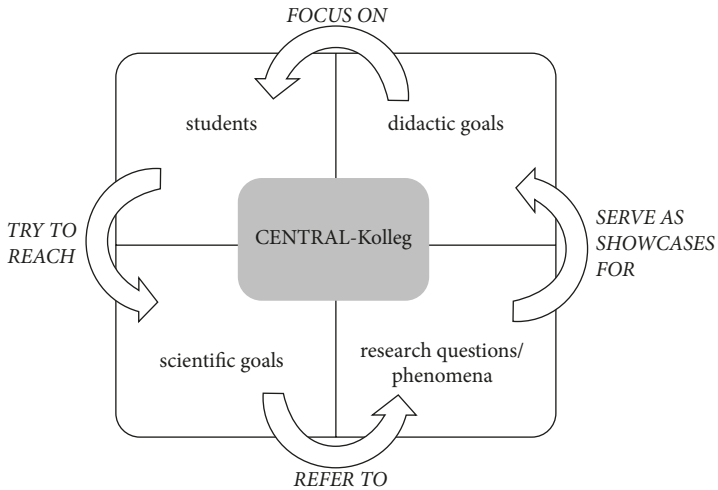 FOCUS ON
students
didactic goals
TRY TO
REACH
CENTRAL-Kolleg
SERVE AS
SHOWCASES
FOR
scientific goals
research questions/
phenomena
REFER TO